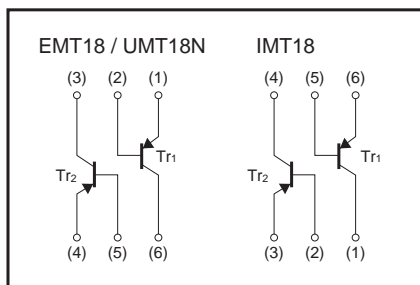 EMT18 / UMT18N IMT18
(3) (2) (1) (4) (5) (6)
Tr1 Tr1
Tr2 Tr2
(4) (5) (6) (3) (2) (1)